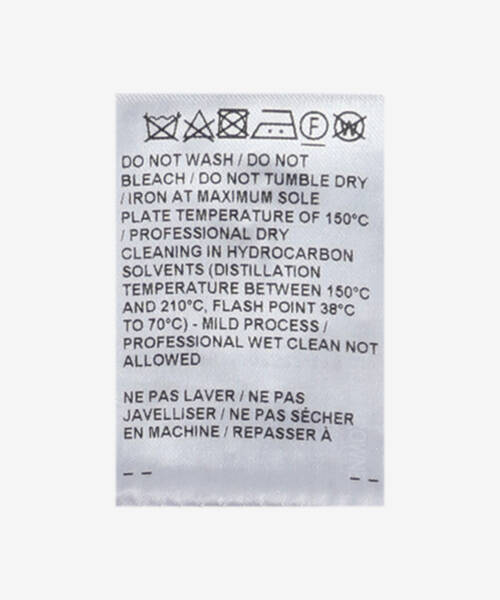 F W
DO NOT WASH / DO NOT
BLEACH / DO NOT TUMBLE DRY
/ IRON AT MAXIMUM SOLE
PLATE TEMPERATURE OF 150°C
/ PROFESSIONAL DRY
CLEANING IN HYDROCARBON
SOLVENTS (DISTILLATION
TEMPERATURE BETWEEN 150°C
AND 210°C, FLASH POINT 38°C
TO 70°C) - MILD PROCESS /
PROFESSIONAL WET CLEAN NOT
ALLOWED
NE PAS LAVER / NE PAS
JAVELLISER / NE PAS SÉCHER
EN MACHINE / REPASSER À